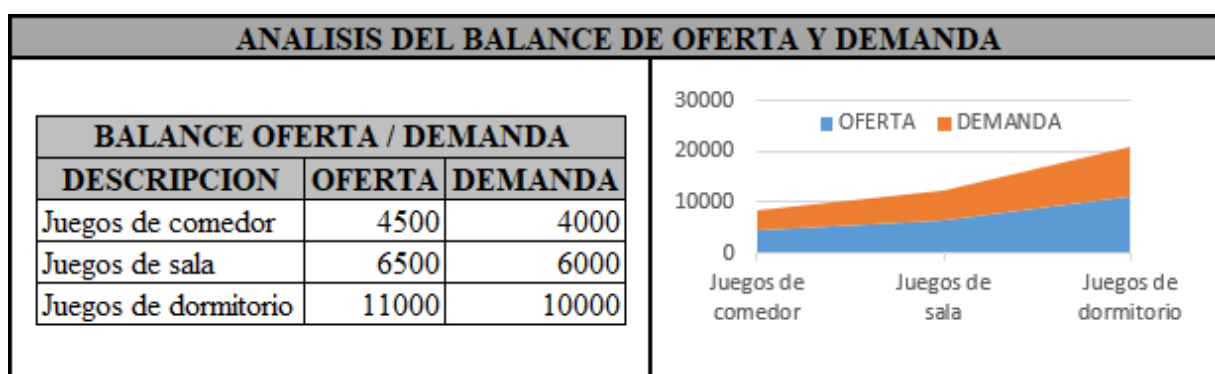 ANALISIS DEL BALANCE DE OFERTA Y DEMANDA
BALANCE OFERTA / DEMANDA
DESCRIPCION OFERTA DEMANDA
Juegos de comedor 4500 4000
Juegos de sala 6500 6000
Juegos de dormitorio 11000 10000
30000
OFERTA DEMANDA
20000
10000
0
Juegos de Juegos de Juegos de
comedor sala dormitorio